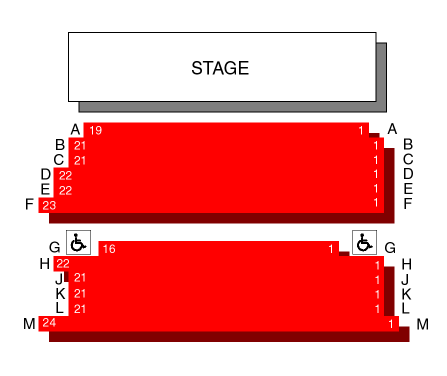 STAGE
A 19 1 A
B 21 1 B
C 21 1 C
D 22 1 D
E 22 1 E
F 23 1 F
G 16 1 G
H 22 1 H
J 21 1 J
K 21 1 K
L 21 1 L
M 24 1 M